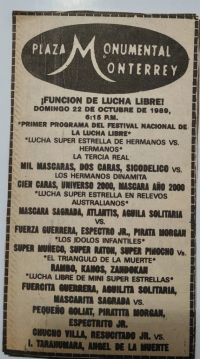 PLAZA MONUMENTAL
MONTERREY
¡FUNCION DE LUCHA LIBRE!
DOMINGO 22 DE OCTUBRE DE 1989,
6:15 P.M.
*PRIMER PROGRAMA DEL FESTIVAL NACIONAL DE
LA LUCHA LIBRE*
*LUCHA SUPER ESTRELLA DE HERMANOS VS.
HERMANOS*
LA TERCIA REAL
MIL MASCARAS, DOS CARAS, SICODELICO vs.
LOS HERMANOS DINAMITA
CIEN CARAS, UNIVERSO 2000, MASCARA AÑO 2000
*LUCHA SUPER ESTRELLA EN RELEVOS
AUSTRALIANOS*
MASCARA SAGRADA, ATLANTIS, AGUILA SOLITARIA
vs.
FUERZA GUERRERA, ESPECTRO JR., PIRATA MORGAN
*LOS IDOLOS INFANTILES*
SUPER MUÑECO, SUPER RATON, SUPER PINOCHO vs.
*EL TRIANGULO DE LA MUERTE*
RAMBO, KAHOS, ZANDOKAN
*LUCHA LIBRE DE MINI SUPER ESTRELLAS*
FUERCITA GUERRERA, AGUILITA SOLITARIA,
MASCARITA SAGRADA vs.
PEQUEÑO GOLIAT, PIRATITA MORGAN,
ESPECTRITO JR.
CHUCHO VILLA, RESUCITADO JR. vs.
I. TARAHUMARA, ANGEL DE LA MUERTE